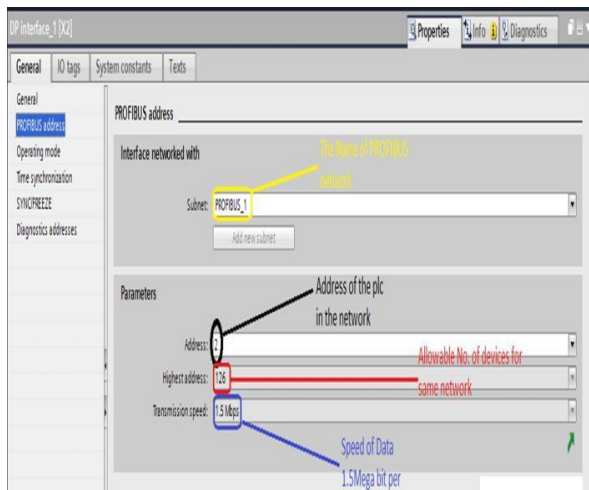 DP interface_1 [X2]
Properties
Info
Diagnostics
General
IO tags
System constants
Texts
General
PROFIBUS address
Operating mode
Time synchronization
SYNC/FREEZE
Diagnostics addresses
PROFIBUS address
Interface networked with
The Name of PROFIBUS
network
Subnet: PROFIBUS_1
Add new subnet
Parameters
Address of the plc
in the network
Address: 2
Allowable No. of devices for
same network
Highest address: 126
Transmission speed: 1.5 Mbps
Speed of Data
1.5Mega bit per